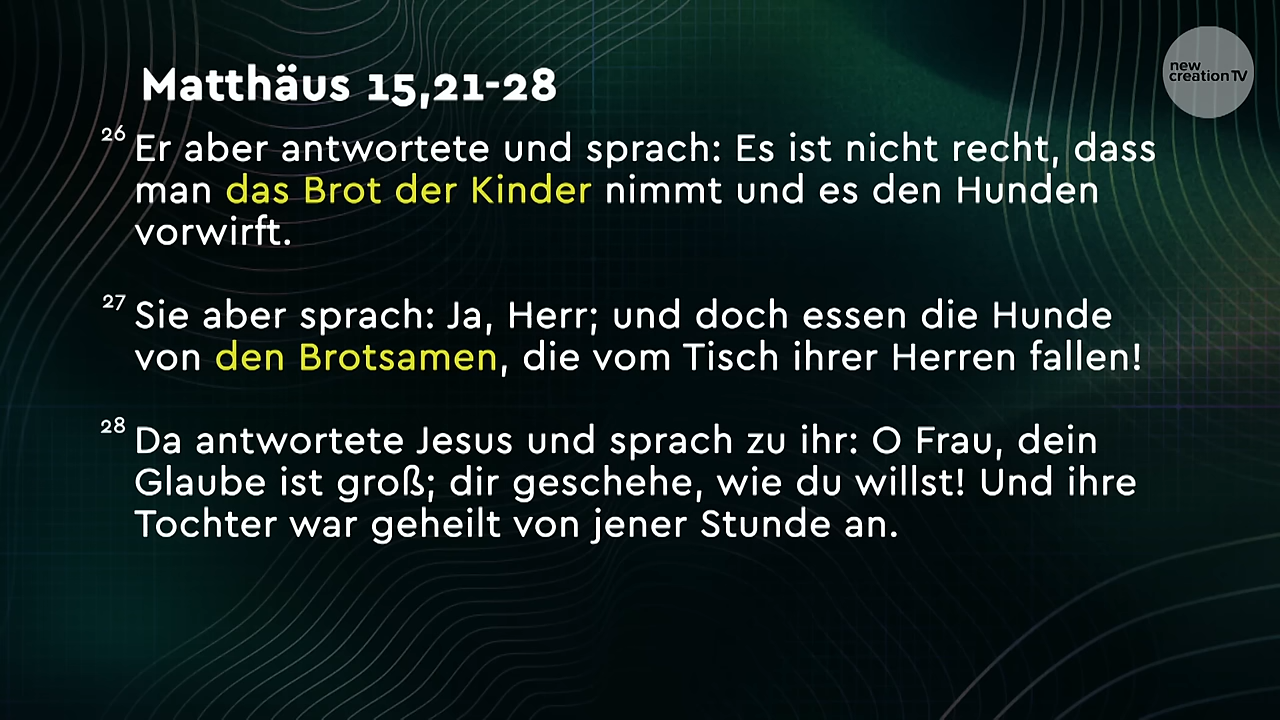 Matthäus 15,21-28
new
creation TV
26 Er aber antwortete und sprach: Es ist nicht recht, dass
man das Brot der Kinder nimmt und es den Hunden
vorwirft.
27 Sie aber sprach: Ja, Herr; und doch essen die Hunde
von den Brotsamen, die vom Tisch ihrer Herren fallen!
28 Da antwortete Jesus und sprach zu ihr: O Frau, dein
Glaube ist groß; dir geschehe, wie du willst! Und ihre
Tochter war geheilt von jener Stunde an.